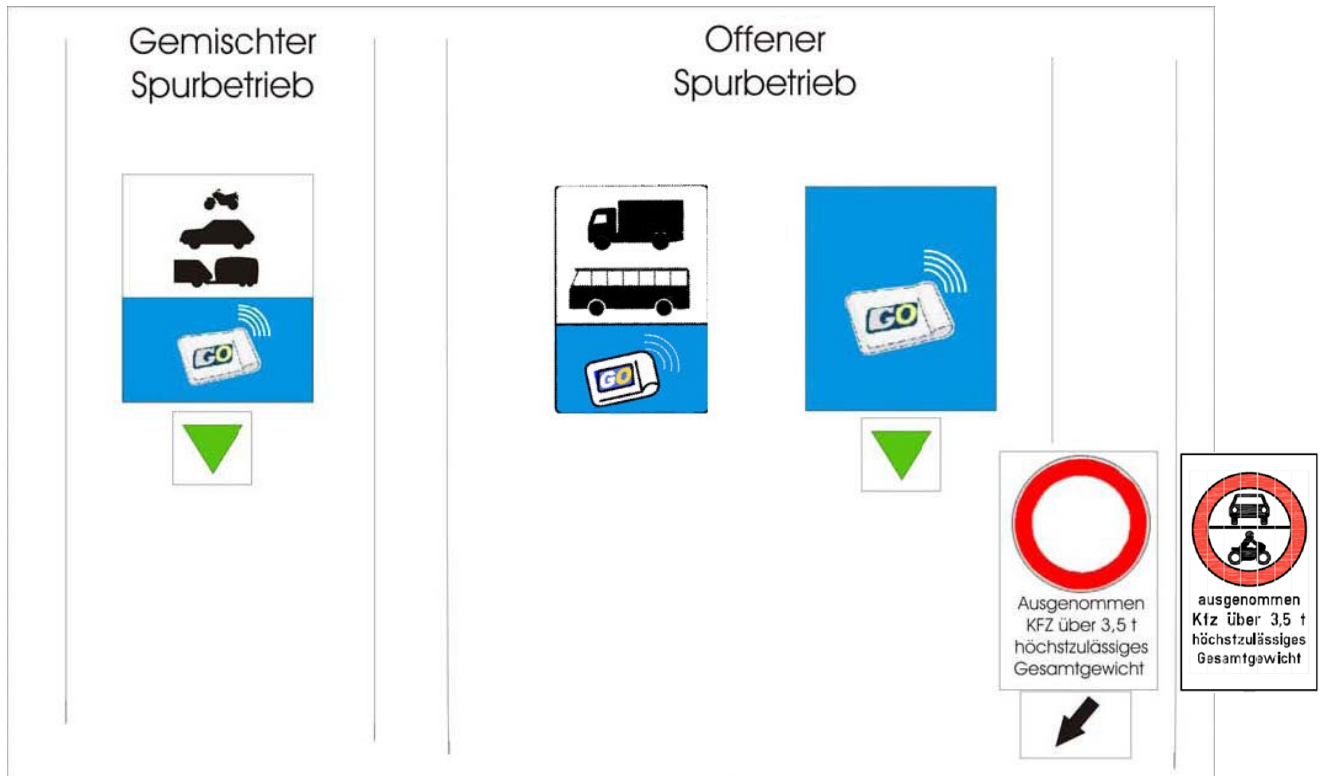 Gemischter
Spurbetrieb
Offener
Spurbetrieb
GO
GO
GO
Ausgenommen
KFZ über 3,5 t
höchstzulässiges
Gesamtgewicht
ausgenommen
Kfz über 3,5 t
höchstzulässiges
Gesamtgewicht